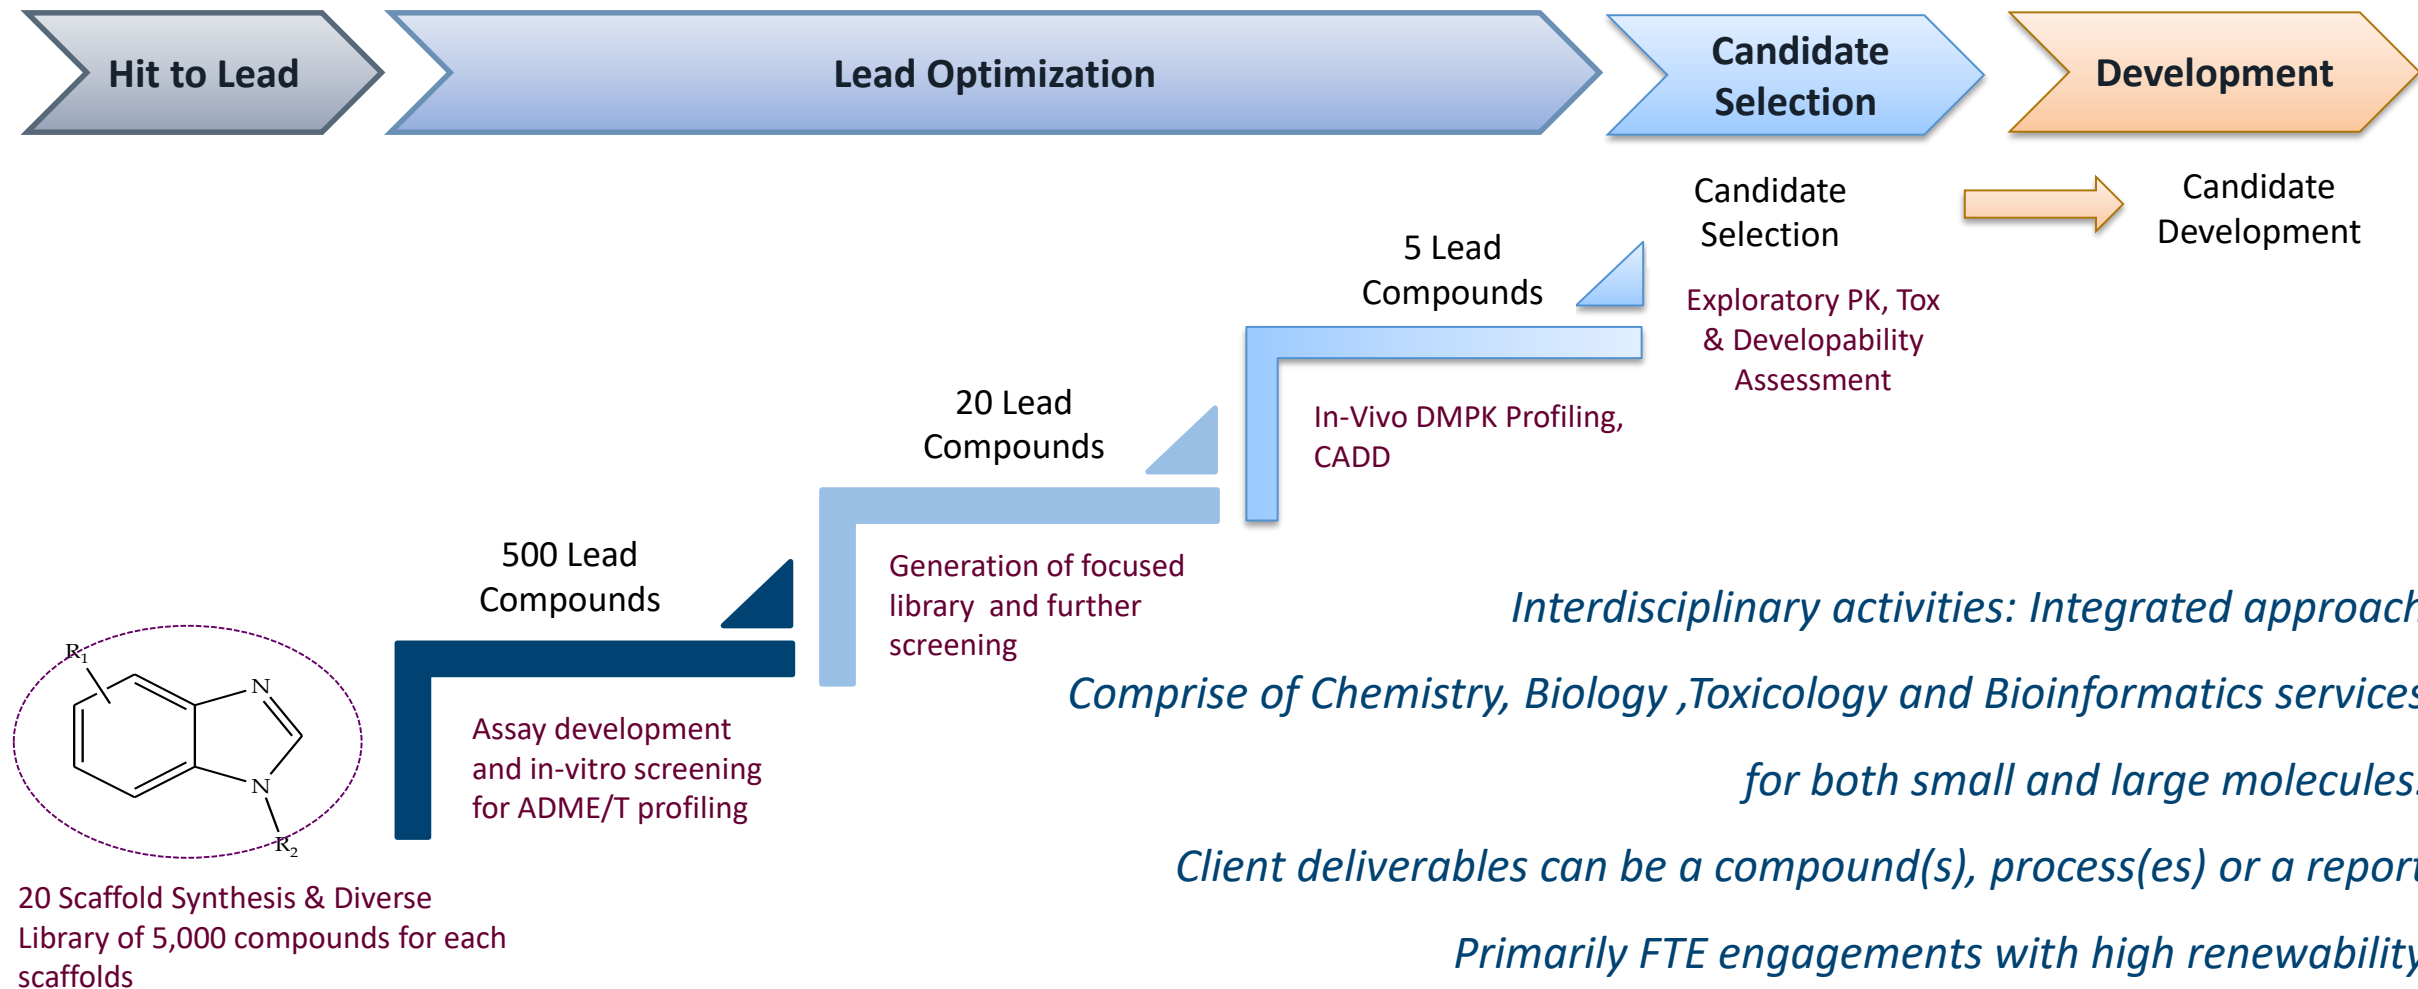 Hit to Lead
Lead Optimization
Candidate
Selection
Development
Candidate
Selection
Candidate
Development
5 Lead
Compounds
Exploratory PK, Tox
& Developability
Assessment
20 Lead
Compounds
In-Vivo DMPK Profiling,
CADD
500 Lead
Compounds
Generation of focused
library and further
screening
Assay development
and in-vitro screening
for ADME/T profiling
R1
N
N
R2
20 Scaffold Synthesis & Diverse
Library of 5,000 compounds for each
scaffolds
Interdisciplinary activities: Integrated approach
Comprise of Chemistry, Biology ,Toxicology and Bioinformatics services
for both small and large molecules.
Client deliverables can be a compound(s), process(es) or a report
Primarily FTE engagements with high renewability